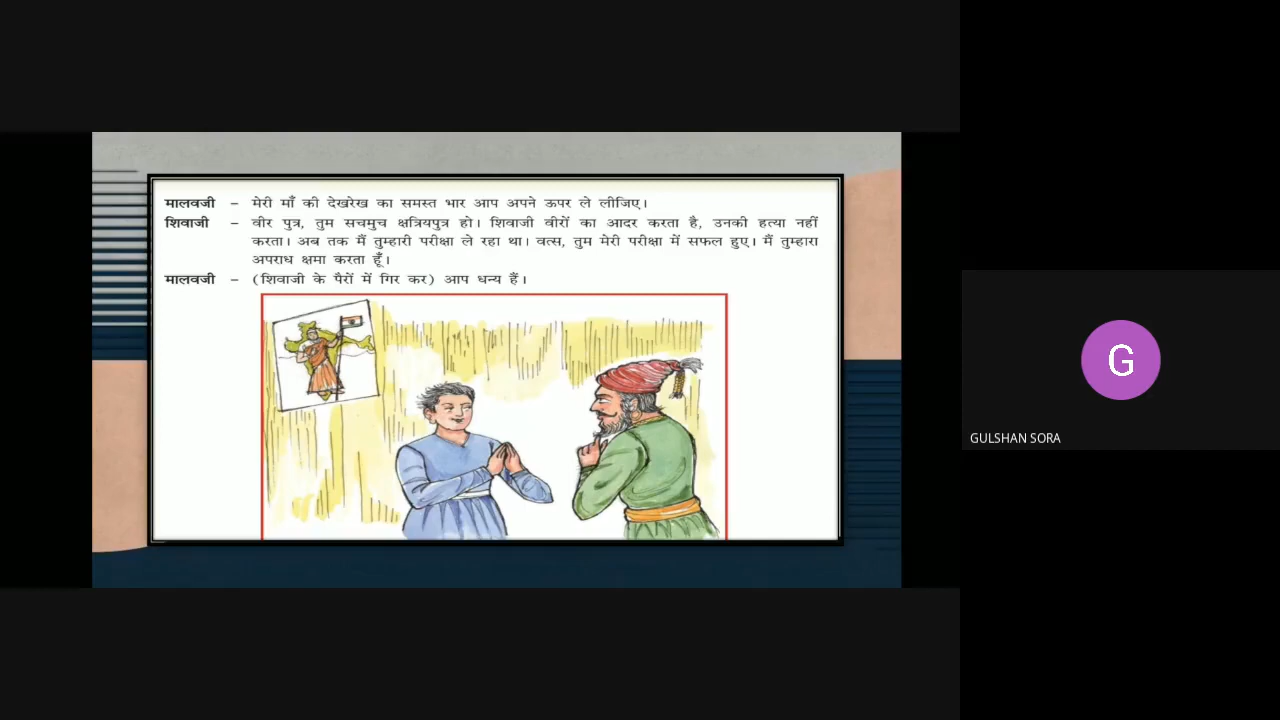 मालवजी – मेरी माँ की देखरेख का समस्त भार आप अपने ऊपर ले लीजिए।
शिवाजी – वीर पुत्र, तुम सचमुच क्षत्रियपुत्र हो। शिवाजी वीरों का आदर करता है, उनकी हत्या नहीं
करता। अब तक मैं तुम्हारी परीक्षा ले रहा था। वत्स, तुम मेरी परीक्षा में सफल हुए। मैं तुम्हारा
अपराध क्षमा करता हूँ।
मालवजी – (शिवाजी के पैरों में गिर कर) आप धन्य हैं।
G
GULSHAN SORA